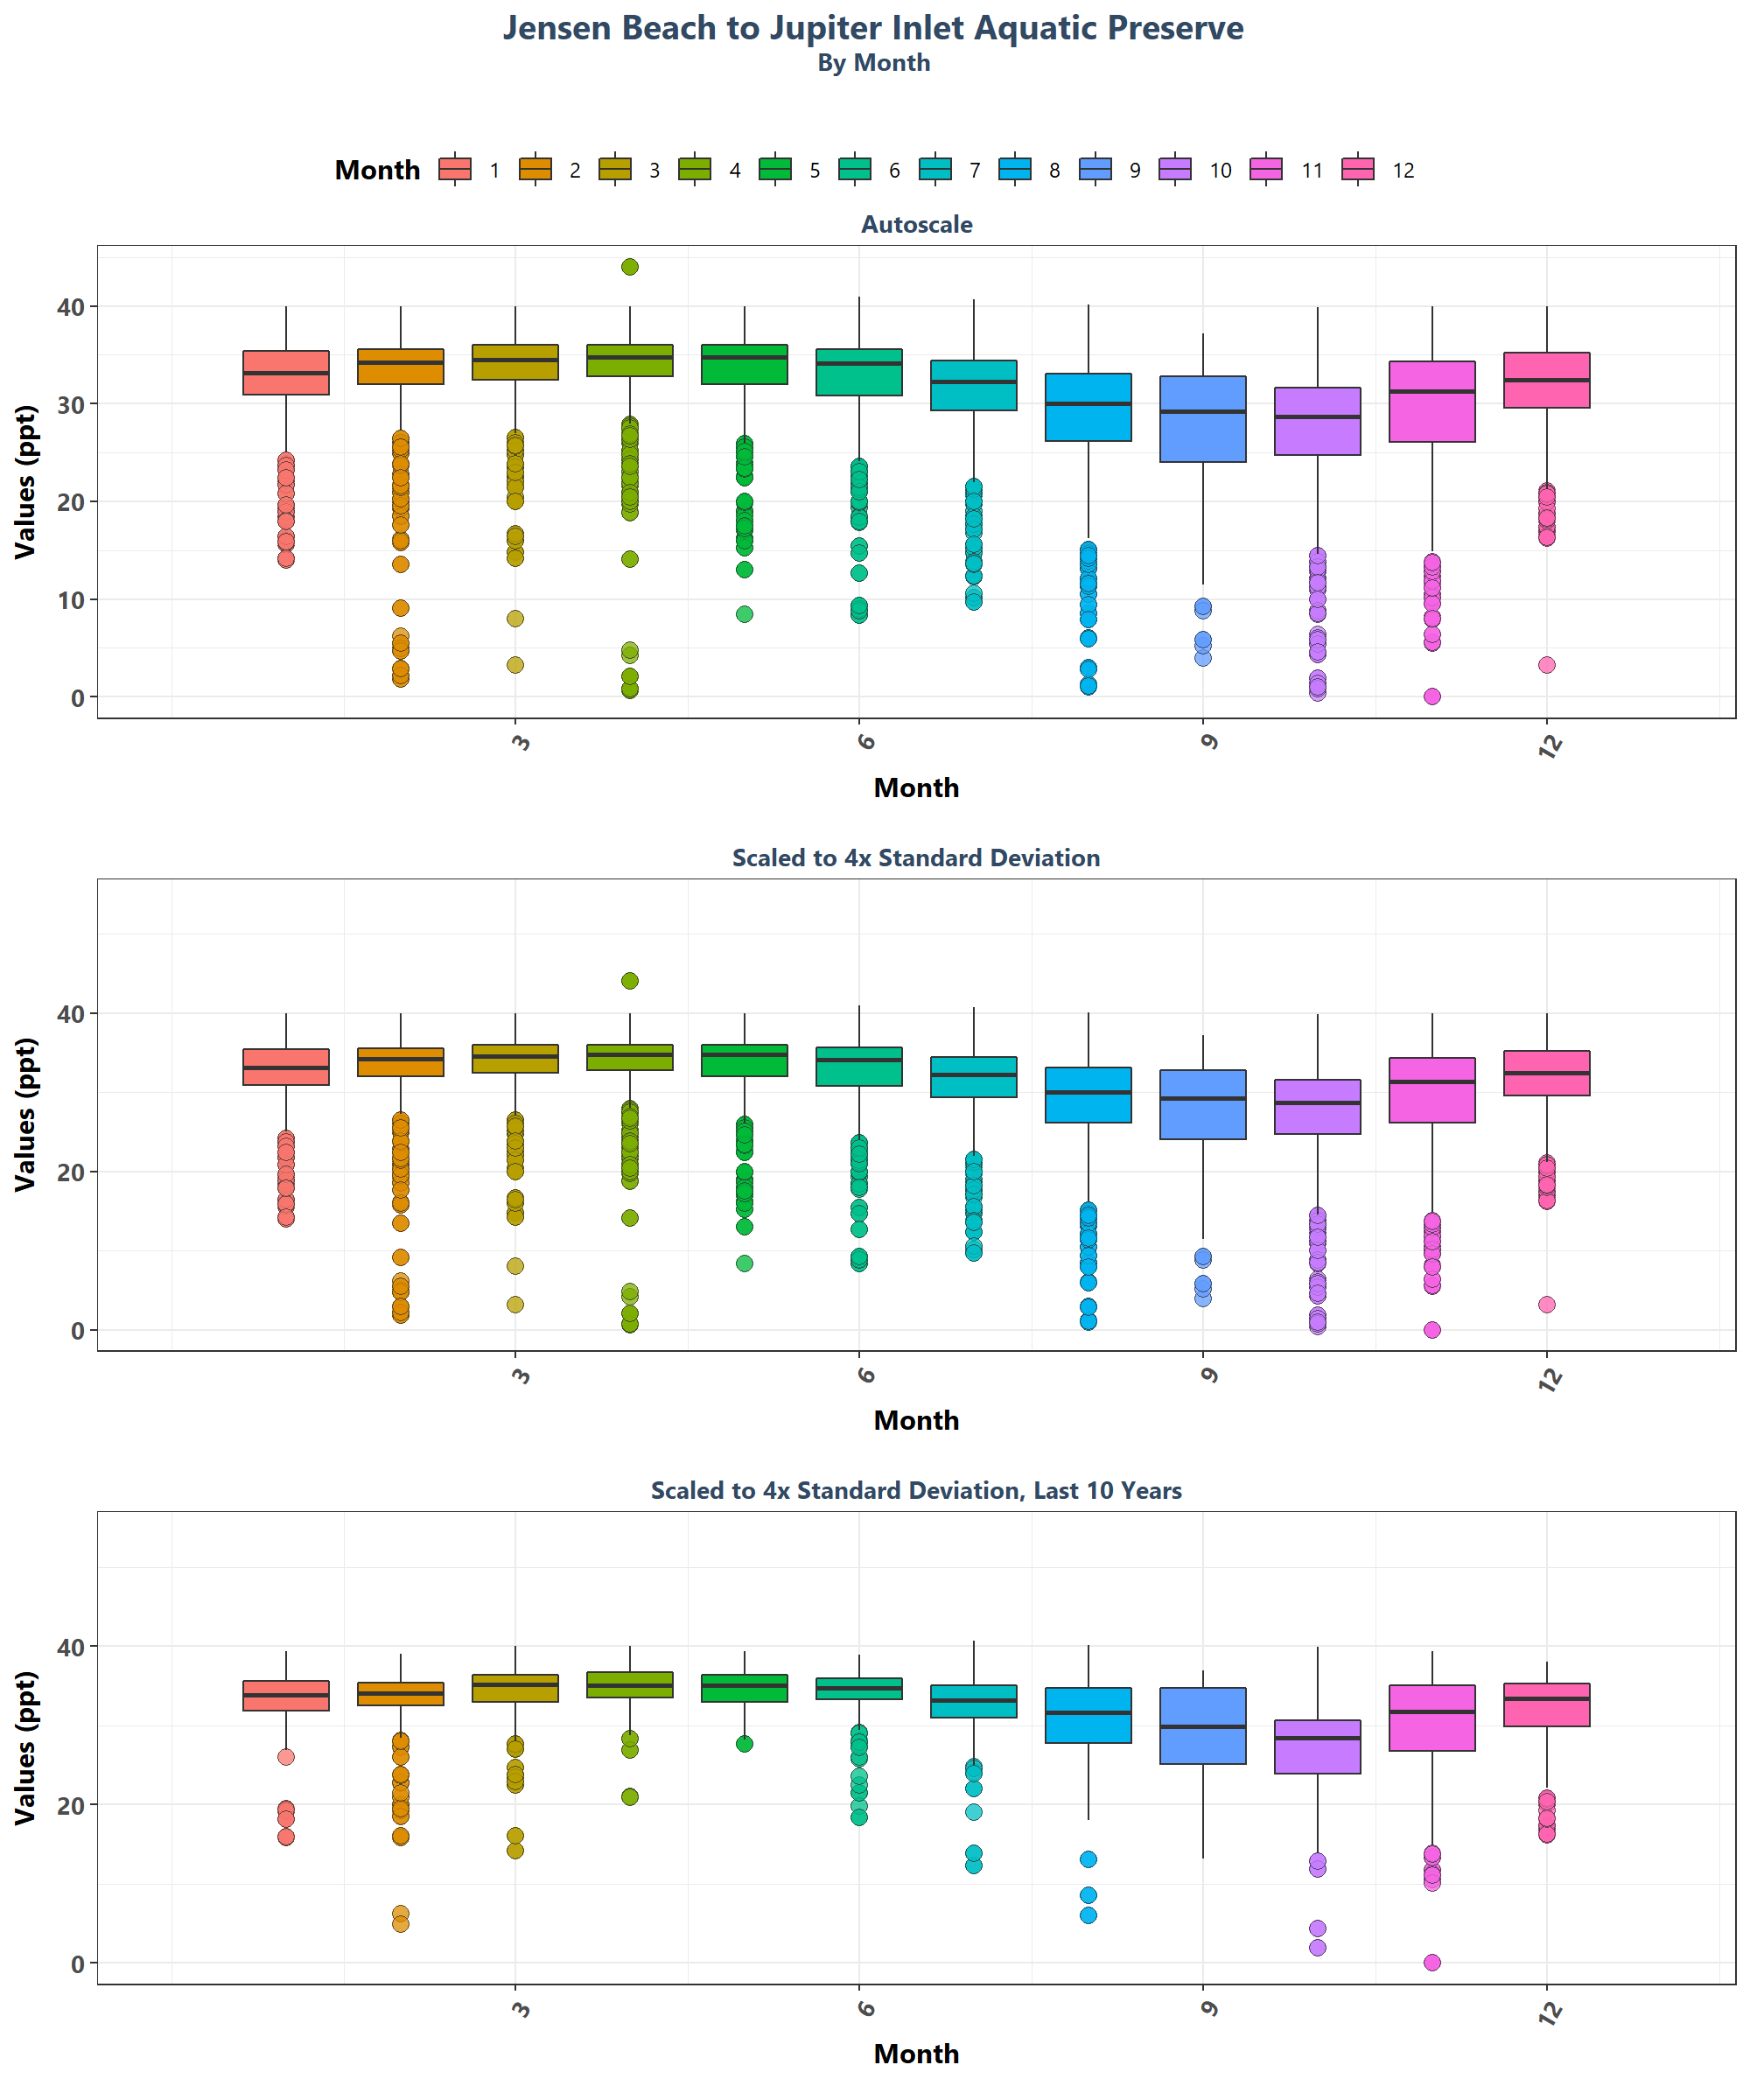 Jensen Beach to Jupiter Inlet Aquatic Preserve
By Month
Month 1 2 3 4 5 6 7 8 9 10 11 12
Autoscale
Values (ppt)
40
30
20
10
0
3 6 9 12
Month
Scaled to 4x Standard Deviation
Values (ppt)
40
20
0
3 6 9 12
Month
Scaled to 4x Standard Deviation, Last 10 Years
Values (ppt)
40
20
0
3 6 9 12
Month